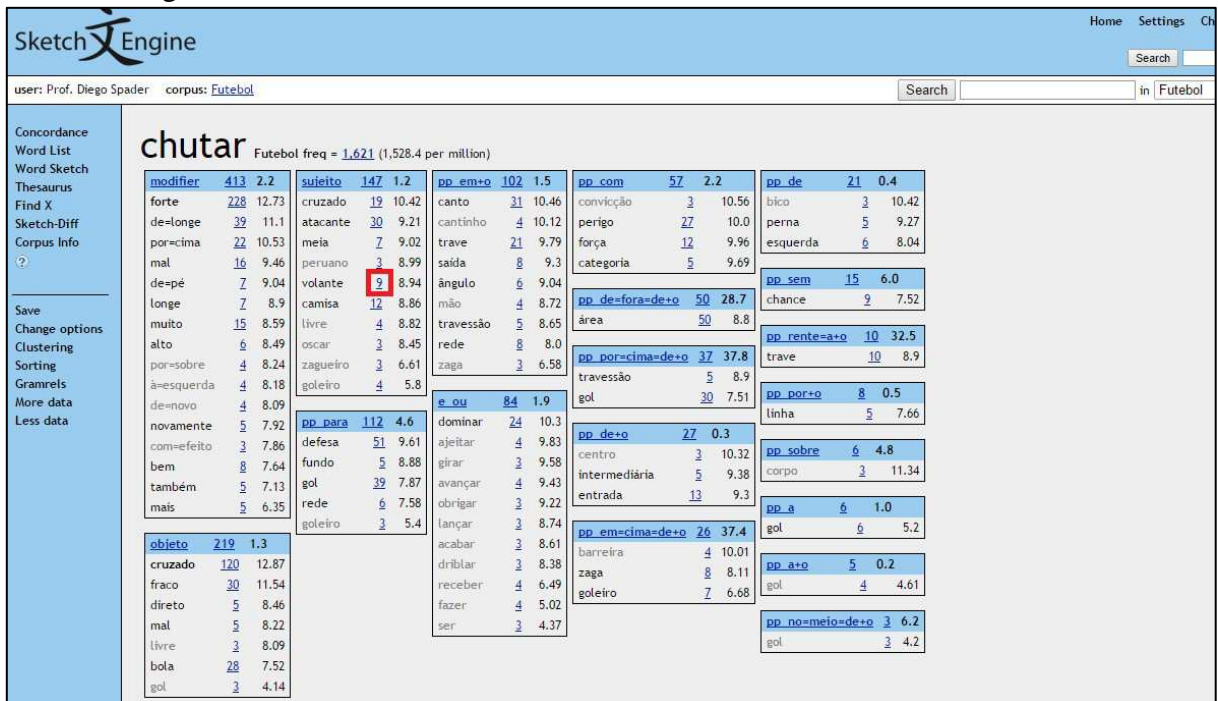 Sketch Engine
Home Settings Ch
Search
user: Prof. Diego Spader corpus: Futebol
Search in Futebol
Concordance
Word List
Word Sketch
Thesaurus
Find X
Sketch-Diff
Corpus Info
?
Save
Change options
Clustering
Sorting
Gramrels
More data
Less data
chutar Futebol freq = 1,621 (1,528.4 per million)
modifier 413 2.2
forte 228 12.73
de=longe 39 11.1
por=cima 22 10.53
mal 16 9.46
de=pé 7 9.04
longe 7 8.9
muito 15 8.59
alto 6 8.49
por=sobre 4 8.24
à=esquerda 4 8.18
de=novo 4 8.09
novamente 5 7.92
com=efeito 3 7.86
bem 8 7.64
também 5 7.13
mais 5 6.35
objeto 219 1.3
cruzado 120 12.87
fraco 30 11.54
direto 5 8.46
mal 5 8.22
livre 3 8.09
bola 28 7.52
gol 3 4.14
sujeito 147 1.2
cruzado 19 10.42
atacante 30 9.21
meia 7 9.02
peruano 3 8.99
volante 9 8.94
camisa 12 8.86
livre 4 8.82
oscar 3 8.45
zagueiro 3 6.61
goleiro 4 5.8
pp_para 112 4.6
defesa 51 9.61
fundo 5 8.88
gol 39 7.87
rede 6 7.58
goleiro 3 5.4
pp_em+o 102 1.5
canto 31 10.46
cantinho 4 10.12
trave 21 9.79
saída 8 9.3
ângulo 6 9.04
mão 4 8.72
travessão 5 8.65
rede 8 8.0
zaga 3 6.58
e_ou 84 1.9
dominar 24 10.3
ajeitar 4 9.83
girar 3 9.58
avançar 4 9.43
obrigar 3 9.22
lançar 3 8.74
acabar 3 8.61
driblar 3 8.38
receber 4 6.49
fazer 4 5.02
ser 3 4.37
pp_com 57 2.2
convicção 3 10.56
perigo 27 10.0
força 12 9.96
categoria 5 9.69
pp_de=fora=de+o 50 28.7
área 50 8.8
pp_por=cima=de+o 37 37.8
travessão 5 8.9
gol 30 7.51
pp_de+o 27 0.3
centro 3 10.32
intermediária 5 9.38
entrada 13 9.3
pp_em=cima=de+o 26 37.4
barreira 4 10.01
zaga 8 8.11
goleiro 7 6.68
pp_de 21 0.4
bico 3 10.42
perna 5 9.27
esquerda 6 8.04
pp_sem 15 6.0
chance 9 7.52
pp_rente=a+o 10 32.5
trave 10 8.9
pp_por+o 8 0.5
linha 5 7.66
pp_sobre 6 4.8
corpo 3 11.34
pp_a 6 1.0
gol 6 5.2
pp_a+o 5 0.2
gol 4 4.61
pp_no=meio=de+o 3 6.2
gol 3 4.2